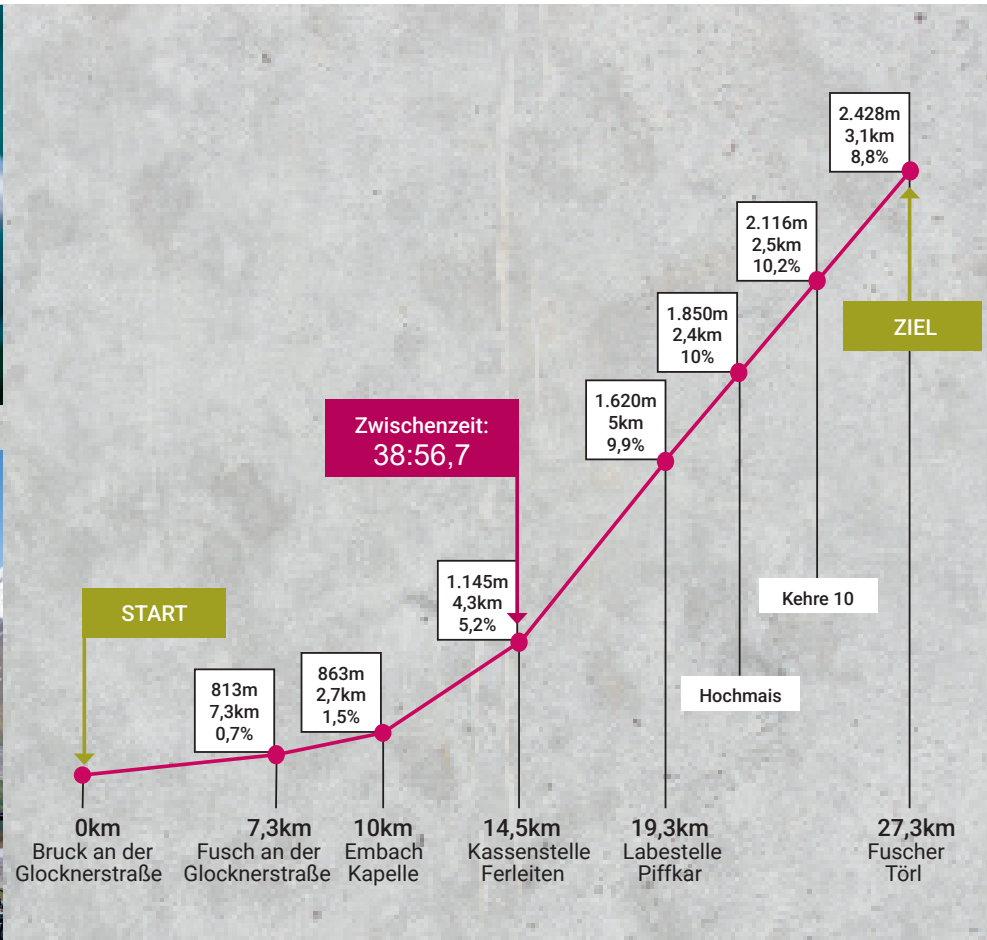 2.428m
3,1km
8,8%
2.116m
2,5km
10,2%
ZIEL
1.850m
2,4km
10%
1.620m
5km
9,9%
Zwischenzeit:
38:56,7
1.145m
4,3km
5,2%
Kehre 10
START
863m
2,7km
1,5%
813m
7,3km
0,7%
Hochmais
0km
Bruck an der
Glocknerstraße
7,3km
Fusch an der
Glocknerstraße
10km
Embach
Kapelle
14,5km
Kassenstelle
Ferleiten
19,3km
Labestelle
Piffkar
27,3km
Fuscher
Törl